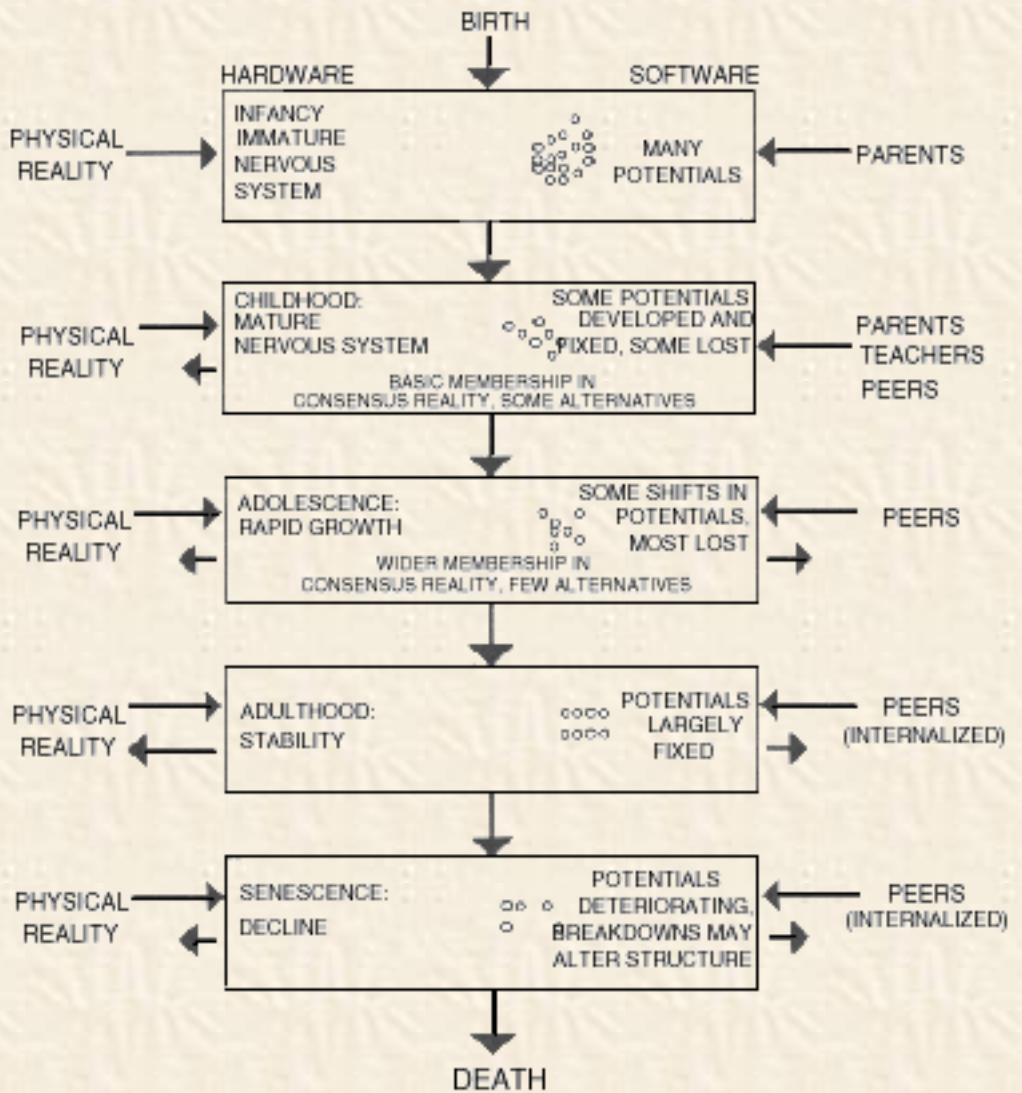 BIRTH
HARDWARE
SOFTWARE
PHYSICAL
REALITY
INFANCY
IMMATURE
NERVOUS
SYSTEM
MANY
POTENTIALS
PARENTS
PHYSICAL
REALITY
CHILDHOOD:
MATURE
NERVOUS SYSTEM
SOME POTENTIALS
DEVELOPED AND
FIXED, SOME LOST
BASIC MEMBERSHIP IN
CONSENSUS REALITY, SOME ALTERNATIVES
PARENTS
TEACHERS
PEERS
PHYSICAL
REALITY
ADOLESCENCE:
RAPID GROWTH
SOME SHIFTS IN
POTENTIALS,
MOST LOST
WIDER MEMBERSHIP IN
CONSENSUS REALITY, FEW ALTERNATIVES
PEERS
PHYSICAL
REALITY
ADULTHOOD:
STABILITY
POTENTIALS
LARGELY
FIXED
PEERS
(INTERNALIZED)
PHYSICAL
REALITY
SENESCENCE:
DECLINE
POTENTIALS
DETERIORATING,
BREAKDOWNS MAY
ALTER STRUCTURE
PEERS
(INTERNALIZED)
DEATH